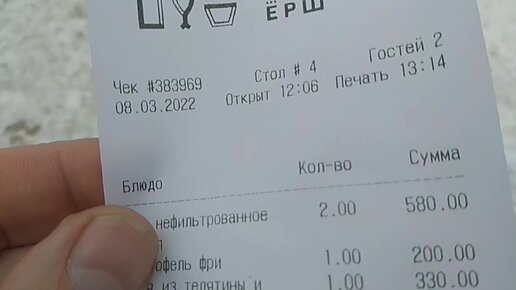 ЁРШ
Чек #383969 Стол # 4 Гостей 2
08.03.2022 Открыт 12:06 Печать 13:14
Блюдо Кол-во Сумма
нефильтрованное 2.00 580.00
фри 1.00 200.00
из телятины и 1.00 330.00